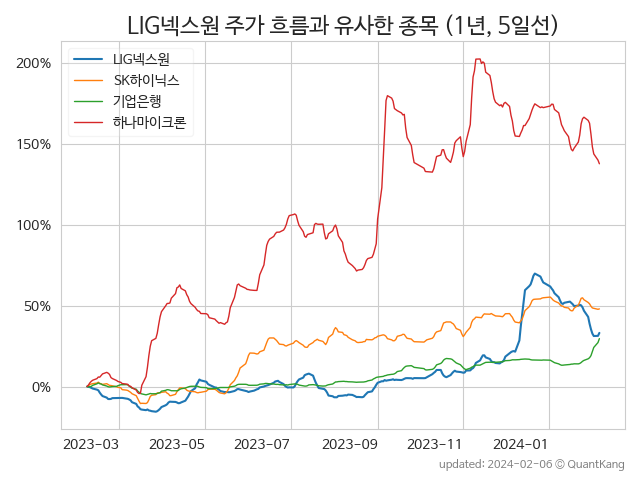 LIG넥스원 주가 흐름과 유사한 종목 (1년, 5일선)
LIG넥스원
SK하이닉스
기업은행
하나마이크론
200%
150%
100%
50%
0%
2023-03 2023-05 2023-07 2023-09 2023-11 2024-01
updated: 2024-02-06 © QuantKang